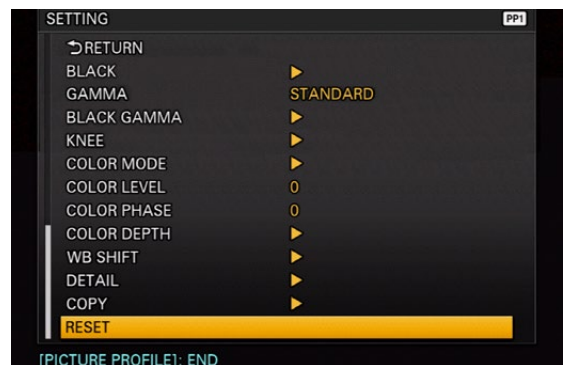 SETTING PP1
RETURN
BLACK
GAMMA STANDARD
BLACK GAMMA
KNEE
COLOR MODE
COLOR LEVEL 0
COLOR PHASE 0
COLOR DEPTH
WB SHIFT
DETAIL
COPY
RESET
[PICTURE PROFILE]: END